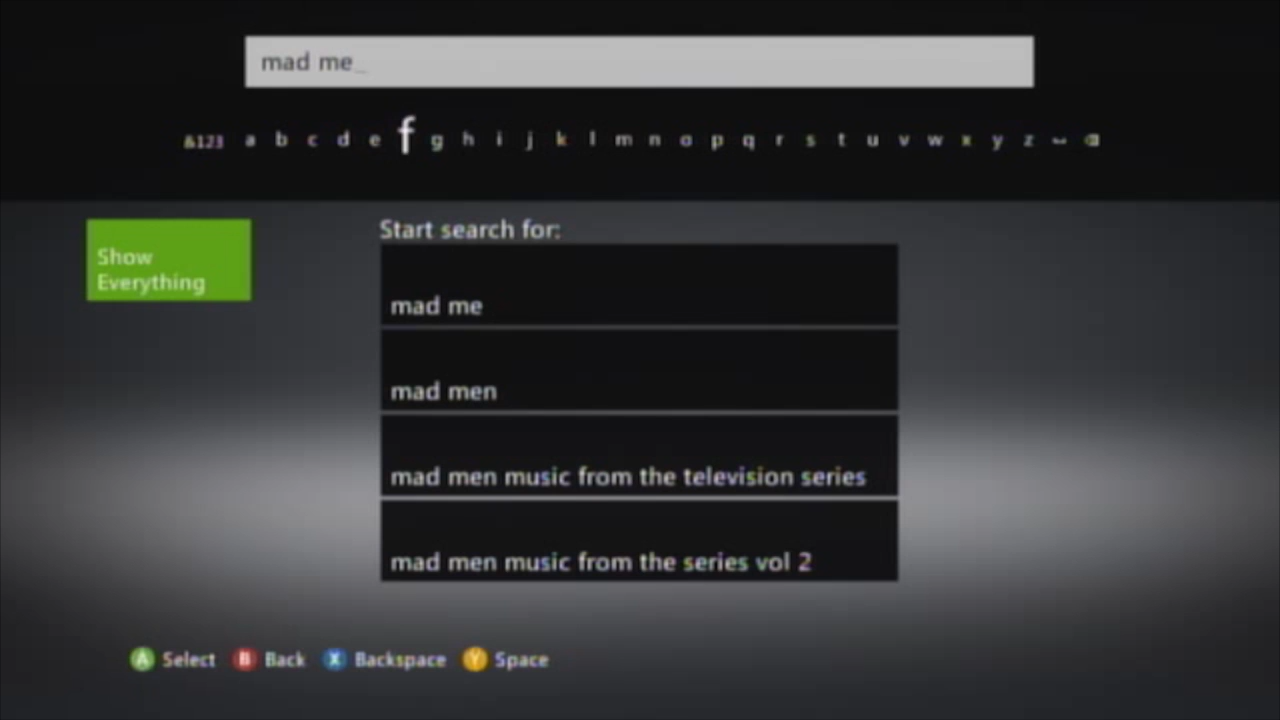 mad me_
&123 a b c d e f g h i j k l m n o p q r s t u v w x y z
Show
Everything
Start search for:
mad me
mad men
mad men music from the television series
mad men music from the series vol 2
A Select B Back X Backspace Y Space